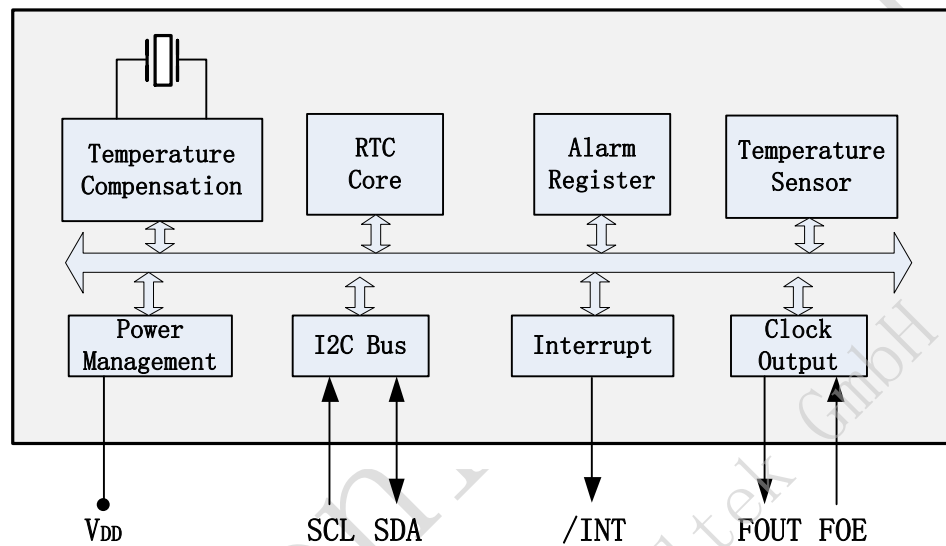 Temperature
Compensation
RTC
Core
Alarm
Register
Temperature
Sensor
Power
Management
I2C Bus
Interrupt
Clock
Output
VDD
SCL SDA
/INT
FOUT FOE
GmbH